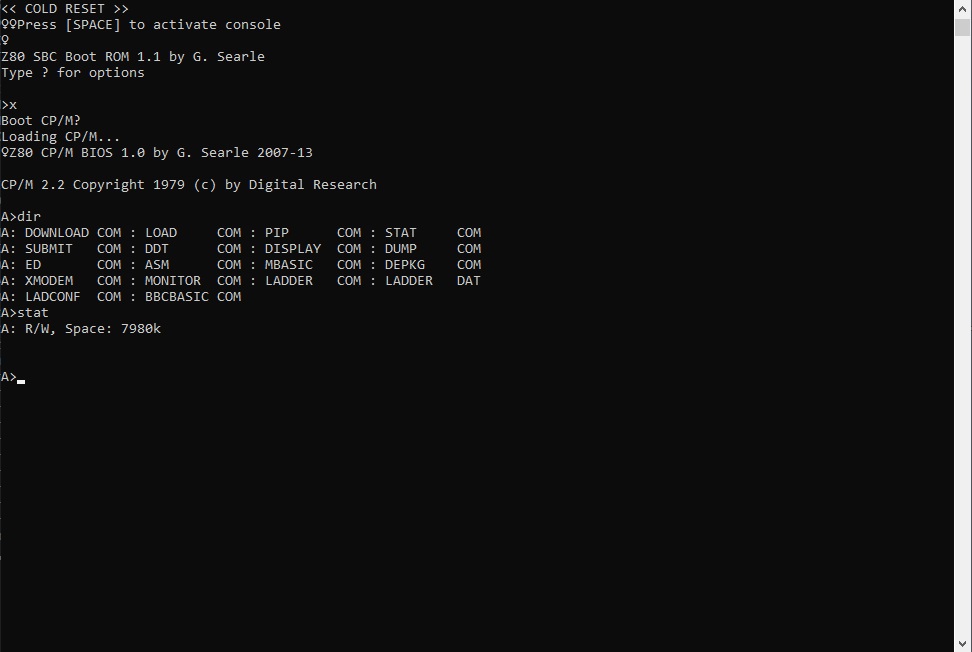 << COLD RESET >>
♀♀Press [SPACE] to activate console
♀
Z80 SBC Boot ROM 1.1 by G. Searle
Type ? for options
>x
Boot CP/M?
Loading CP/M...
♀Z80 CP/M BIOS 1.0 by G. Searle 2007-13
CP/M 2.2 Copyright 1979 (c) by Digital Research
A>dir
A: DOWNLOAD COM : LOAD     COM : PIP      COM : STAT     COM
A: SUBMIT   COM : DDT      COM : DISPLAY  COM : DUMP     COM
A: ED       COM : ASM      COM : MBASIC   COM : DEPKG    COM
A: XMODEM   COM : MONITOR  COM : LADDER   COM : LADDER   DAT
A: LADCONF  COM : BBCBASIC COM
A>stat
A: R/W, Space: 7980k
A>